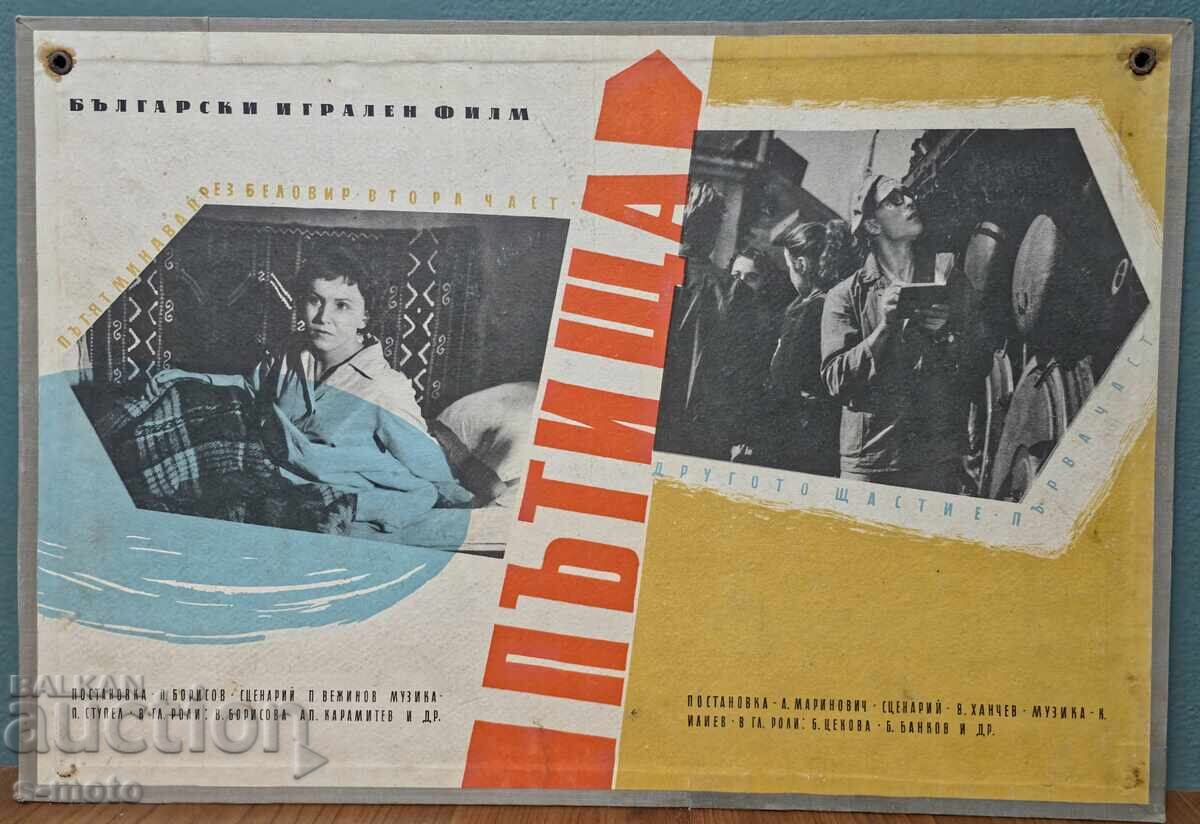 БЪЛГАРСКИ ИГРАЛЕН ФИЛМ
ПЪТИЩА
ПЪТЯТ МИНАВА РЕЗ БЕЛОВИР · ВТОРА ЧАСТ ·
ДРУГОТО ЩАСТИЕ · ПЪРВА ЧАСТ
ПОСТАНОВКА · П. БОРИСОВ · СЦЕНАРИЙ П. ВЕЖИНОВ МУЗИКА ·
П. СТУПЕЛ · В ГЛ. РОЛИ: В. БОРИСОВА АП. КАРАМИТЕВ И ДР.
ПОСТАНОВКА · Л. МАРИНОВИЧ · СЦЕНАРИЙ · В. ХАНЧЕВ · МУЗИКА · К.
ИЛИЕВ · В ГЛ. РОЛИ: Б. ЦЕКОВА · Б. БАНКОВ И ДР.
BALKAN
auction
s-moto